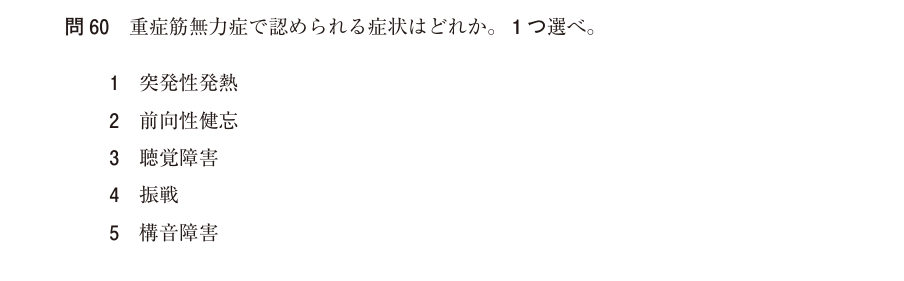 問 60　重症筋無力症で認められる症状はどれか。1つ選べ。
1　突発性発熱
2　前向性健忘
3　聴覚障害
4　振戦
5　構音障害